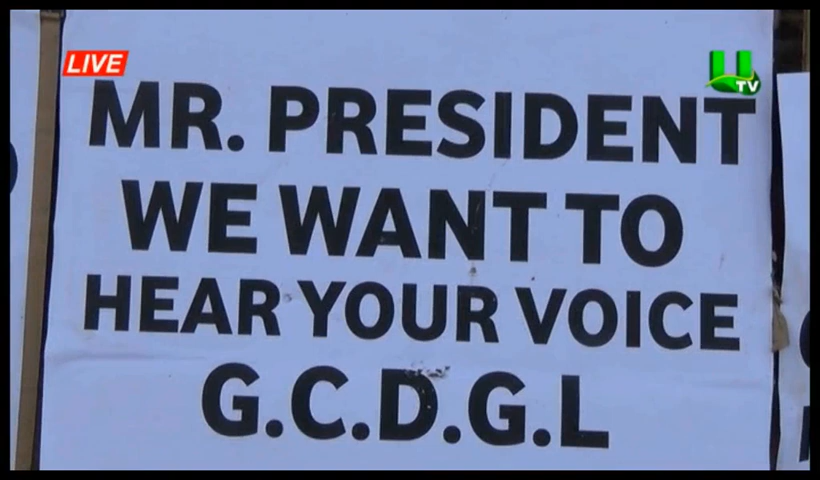 LIVE
U
TV
MR. PRESIDENT
WE WANT TO
HEAR YOUR VOICE
G.C.D.G.L